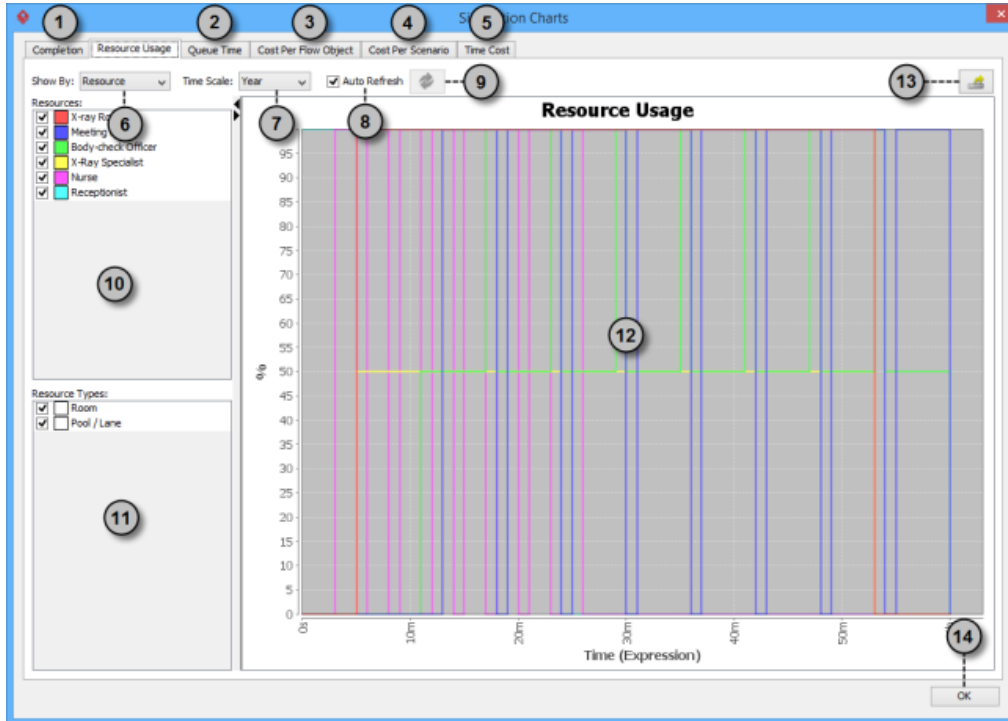 Charts
1 2 3 4 5
Completion Resource Usage Queue Time Cost Per Flow Object Cost Per Scenario Time Cost
Show By: Resource Time Scale: Year Auto Refresh 9 13
Resources:
6 7 8
X-ray
Meeting
Body-check Officer
X-Ray Specialist
Nurse
Receptionist
10
Resource Types:
Room
Pool / Lane
11
Resource Usage
95
90
85
80
75
70
65
60
55
50
45
40
35
30
25
20
15
10
5
0
%
12
0s 10m 20m 30m 40m 50m
Time (Expression)
14
OK